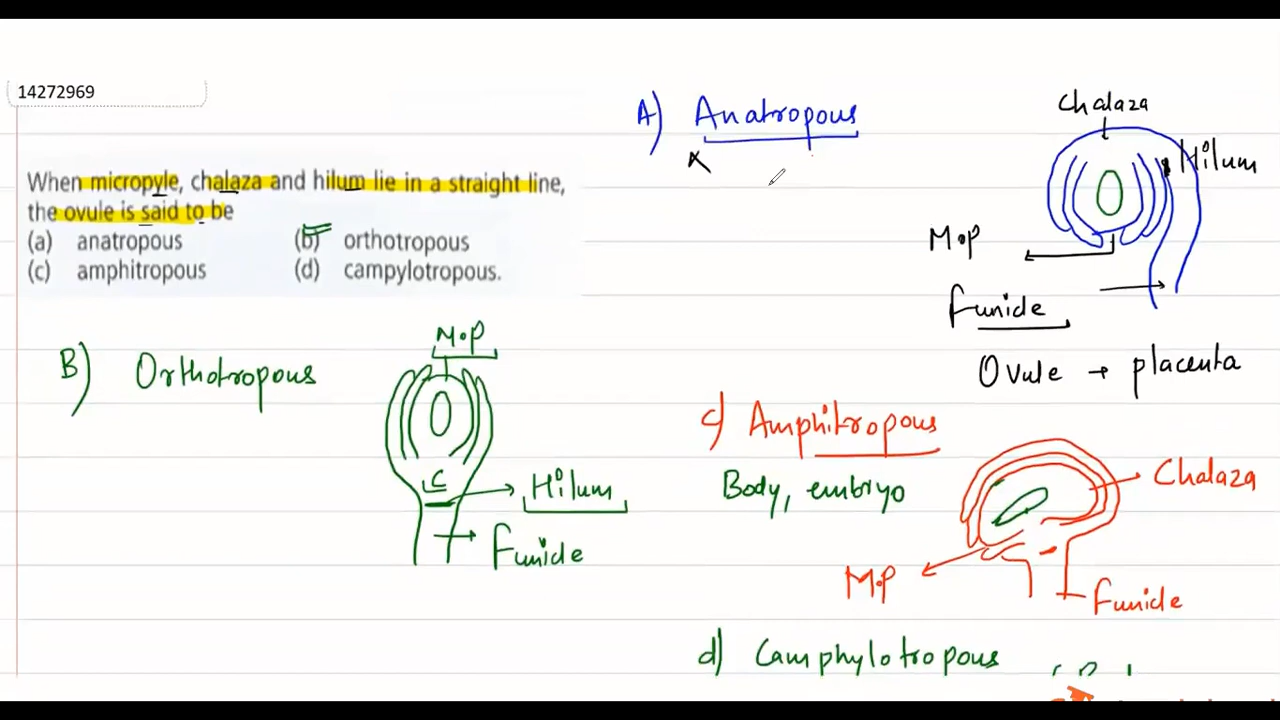 14272969
When micropyle, chalaza and hilum lie in a straight line,
the ovule is said to be
(a) anatropous (b) orthotropous
(c) amphitropous (d) campylotropous.
B) Orthotropous
M.P
C
Hilum
Funicle
A) Anatropous
x
Chalaza
Hilum
M.P
Funicle
Ovule → placenta
c) Amphitropous
Body, embryo
Chalaza
M.P
Funicle
d) Camphylotropous